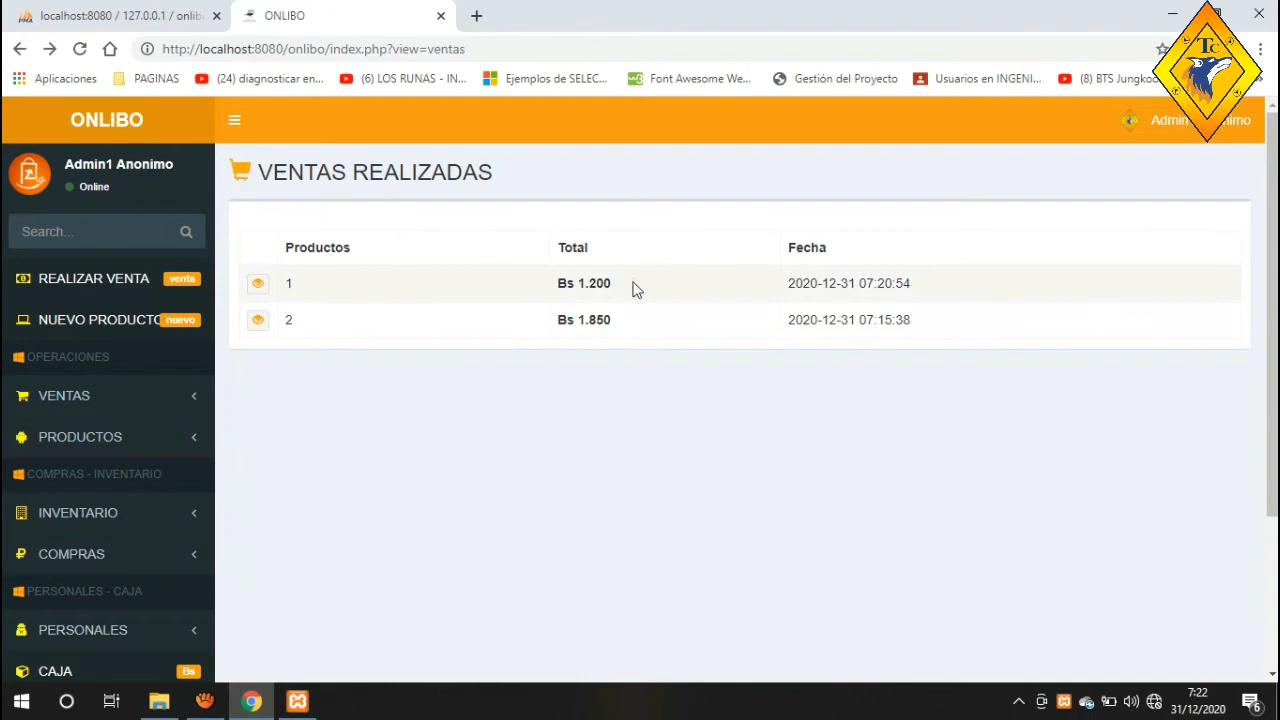 localhost:8080 / 127.0.0.1 / onlib
ONLIBO
http://localhost:8080/onlibo/index.php?view=ventas
Aplicaciones
PAGINAS
(24) diagnosticar en...
(6) LOS RUNAS - IN...
Ejemplos de SELEC...
Font Awesome We...
Gestión del Proyecto
Usuarios en INGENI...
(8) BTS Jungkoo
TC
ONLIBO
Admin
nonimo
Admin1 Anonimo
Online
Search...
REALIZAR VENTA venta
NUEVO PRODUCTO nuevo
OPERACIONES
VENTAS
PRODUCTOS
COMPRAS - INVENTARIO
INVENTARIO
COMPRAS
PERSONALES - CAJA
PERSONALES
CAJA Bs
VENTAS REALIZADAS
Productos Total Fecha
1 Bs 1.200 2020-12-31 07:20:54
2 Bs 1.850 2020-12-31 07:15:38
7:22
31/12/2020
6